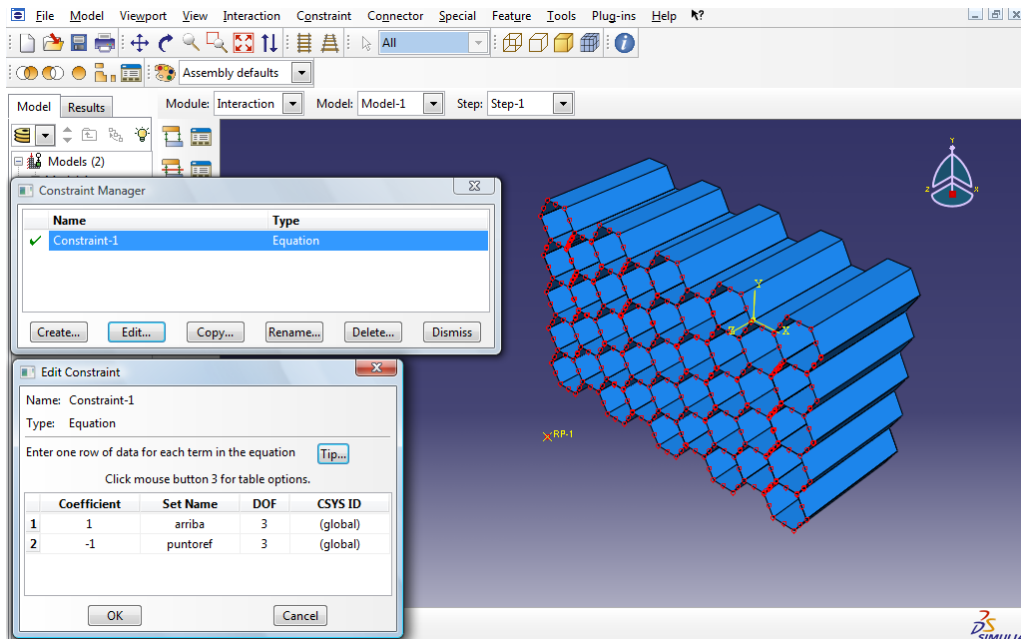 File Model Viewport View Interaction Constraint Connector Special Feature Tools Plug-ins Help
All
Assembly defaults
Model Results Module: Interaction Model: Model-1 Step: Step-1
Models (2)
Constraint Manager
Name Type
Constraint-1 Equation
Create... Edit... Copy... Rename... Delete... Dismiss
Edit Constraint
Name: Constraint-1
Type: Equation
Enter one row of data for each term in the equation Tip...
Click mouse button 3 for table options.
Coefficient Set Name DOF CSYS ID
1 1 arriba 3 (global)
2 -1 puntoref 3 (global)
OK Cancel
Y
Z X
Y
Z X
RP-1
SIMULIA